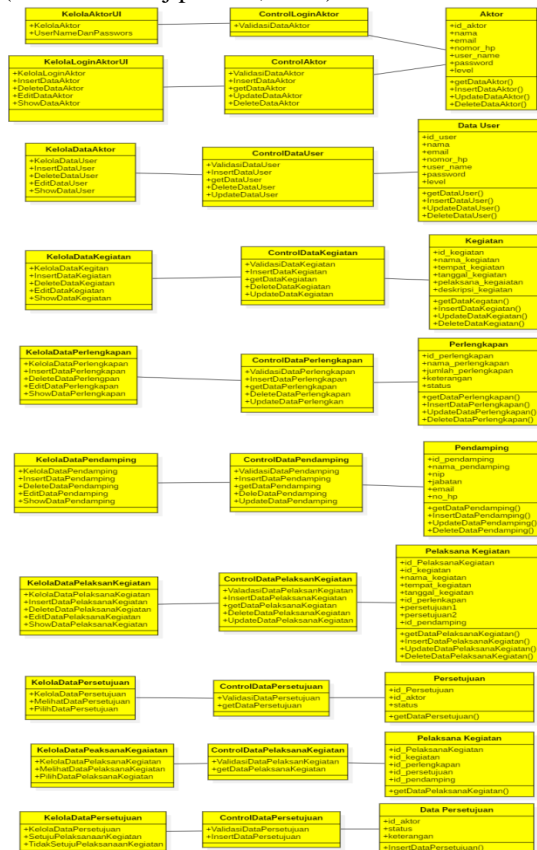 KelolaAktorUI
+KelolaAktor
+UserNameDanPasswors
ControlLoginAktor
+ValidasiDataAktor
Aktor
+id_aktor
+nama
+email
+nomor_hp
+user_name
+password
+level
+getDataAktor()
+InsertDataAktor()
+UpdateDataAktor()
+DeleteDataAktor()
KelolaLoginAktorUI
+KelolaLoginAktor
+InsertDataAktor
+DeleteDataAktor
+EditDataAktor
+ShowDataAktor
ControlAktor
+ValidasiDataAktor
+InsertDataAktor
+getDataAktor
+UpdateDataAktor
+DeleteDataAktor
KelolaDataAktor
+KelolaDataUser
+InsertDataUser
+DeleteDataUser
+EditDataUser
+ShowDataUser
ControlDataUser
+ValidasiDataUser
+InsertDataUser
+getDataUser
+DeleteDataUser
+UpdateDataUser
Data User
+id_user
+nama
+email
+nomor_hp
+user_name
+password
+level
+getDataUser()
+InsertDataUser()
+UpdateDataUser()
+DeleteDataUser()
KelolaDataKegiatan
+KelolaDataKegitan
+InsertDataKegiatan
+DeleteDataKegiatan
+EditDataKegiatan
+ShowDataKegiatan
ControlDataKegiatan
+ValidasiDataKegiatan
+InsertDataKegiatan
+getDataKegiatan
+DeleteDataKegiatan
+UpdateDataKegiatan
Kegiatan
+id_kegiatan
+nama_kegiatan
+tempat_kegiatan
+tanggal_kegiatan
+pelaksana_kegaiatan
+deskripsi_kegiatan
+getDataKegatan()
+InsertDataKegiatan()
+UpdateDataKegiatan()
+DeleteDataKegiatan()
KelolaDataPerlengkapan
+KelolaDataPerlengkapan
+InsertDataPerlengkapan
+DeleteDataPerlengpan
+EditDataPerlengkapan
+ShowDataPerlengkapan
ControlDataPerlengkapan
+ValidasiDataPerlengkapan
+InsertDataPerlengkapan
+getDataPerlengkapan
+DeleteDataPerlengkapan
+UpdateDataPerlengkan
Perlengkapan
+id_perlengkapan
+nama_perlengkapan
+jumlah_perlengkapan
+keterangan
+status
+getDataPerlengkapan()
+InsertDataPerlengkapan()
+UpdateDataPerlengkapan()
+DeleteDataPerlengkapan()
KelolaDataPendamping
+KelolaDataPendamping
+InsertDataPendamping
+DeleteDataPendamping
+EditDataPendamping
+ShowDataPendamping
ControlDataPendamping
+ValidasiDataPendamping
+InsertDataPendamping
+getDataPendamping
+DeleDataPendamping
+UpdateDataPendamping
Pendamping
+id_pendamping
+nama_pendamping
+nip
+jabatan
+email
+no_hp
+getDataPendamping()
+InsertDataPendamping()
+UpdateDataPendamping()
+DeleteDataPendamping()
KelolaDataPelaksanKegiatan
+KelolaDataPelaksanaKegiatan
+InsertDataPelaksanaKegiatan
+DeleteDataPelaksanaKegiatan
+EditDataPelaksanaKegiatan
+ShowDataPelaksanaKegiatan
ControlDataPelaksanKegiatan
+ValadasiDataPelaksanKegiatan
+InsertDataPelaksanaKegiatan
+getDataPelaksanaKegiatan
+DeleteDataPelaksanaKegiatan
+UpdateDataPelaksanaKegiatan
Pelaksana Kegiatan
+id_PelaksanaKegiatan
+id_kegiatan
+nama_kegiatan
+tempat_kegiatan
+tanggal_kegiatan
+id_perlenkapan
+persetujuan1
+persetujuan2
+id_pendamping
+getDataPelaksanaKegiatan()
+InsertDataPelaksanaKegiatan()
+UpdateDataPelaksanaKegiatan()
+DeleteDataPelaksanaKegiatan()
KelolaDataPersetujuan
+KelolaDataPersetujuan
+MelihatDataPersetujuan
+PilihDataPersetujuan
ControlDataPersetujuan
+ValidasiDataPersetujuan
+getDataPersetujuan
Persetujuan
+id_Persetujuan
+id_aktor
+status
+getDataPersetujuan()
KelolaDataPeaksanaKegaiatan
+KelolaDataPelaksanaKegiatan
+MelihatDataPelaksanaKegiatan
+PilihDataPelaksanaKegiatan
ControlDataPelaksanaKegiatan
+ValidasiDataPelaksanaKegiatan
+getDataPelaksanaKegiatan
Pelaksana Kegiatan
+id_PelaksanaKegiatan
+id_kegiatan
+id_perlengkapan
+id_persetujuan
+id_pendamping
+getDataPelaksanaKegiatan()
KelolaDataPersetujuan
+KelolaDataPersetujuan
+SetujuPelaksanaanKegiatan
+TidakSetujuPelaksanaanKegiatan
ControlDataPersetujuan
+ValidasiDataPersetujuan
+InsertDataPersetujuan
Data Persetujuan
+id_aktor
+status
+keterangan
+InsertDataPersetujuan()